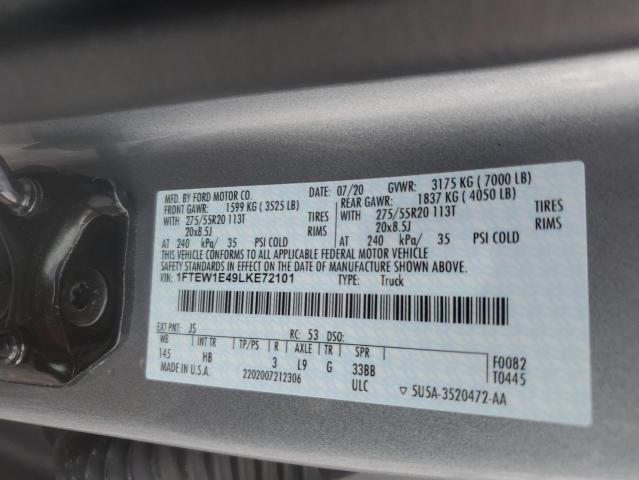 MFD. BY FORD MOTOR CO. DATE: 07/20 GVWR: 3175 KG ( 7000 LB)
FRONT GAWR: 1599 KG ( 3525 LB) REAR GAWR: 1837 KG ( 4050 LB)
WITH 275/55R20 113T TIRES WITH 275/55R20 113T TIRES
20x8.5J RIMS 20x8.5J RIMS
AT 240 kPa/ 35 PSI COLD AT 240 kPa/ 35 PSI COLD
THIS VEHICLE CONFORMS TO ALL APPLICABLE FEDERAL MOTOR VEHICLE
SAFETY STANDARDS IN EFFECT ON THE DATE OF MANUFACTURE SHOWN ABOVE.
VIN: 1FTEW1E49LKE72101 TYPE: Truck
EXT PNT: JS RC: 53 DSO:
WB INT TR TP/PS R AXLE TR SPR
145 HB 3 L9 G 33BB
F0082
T0445
MADE IN U.S.A. 2202007212306 ULC
▽5U5A-3520472-AA